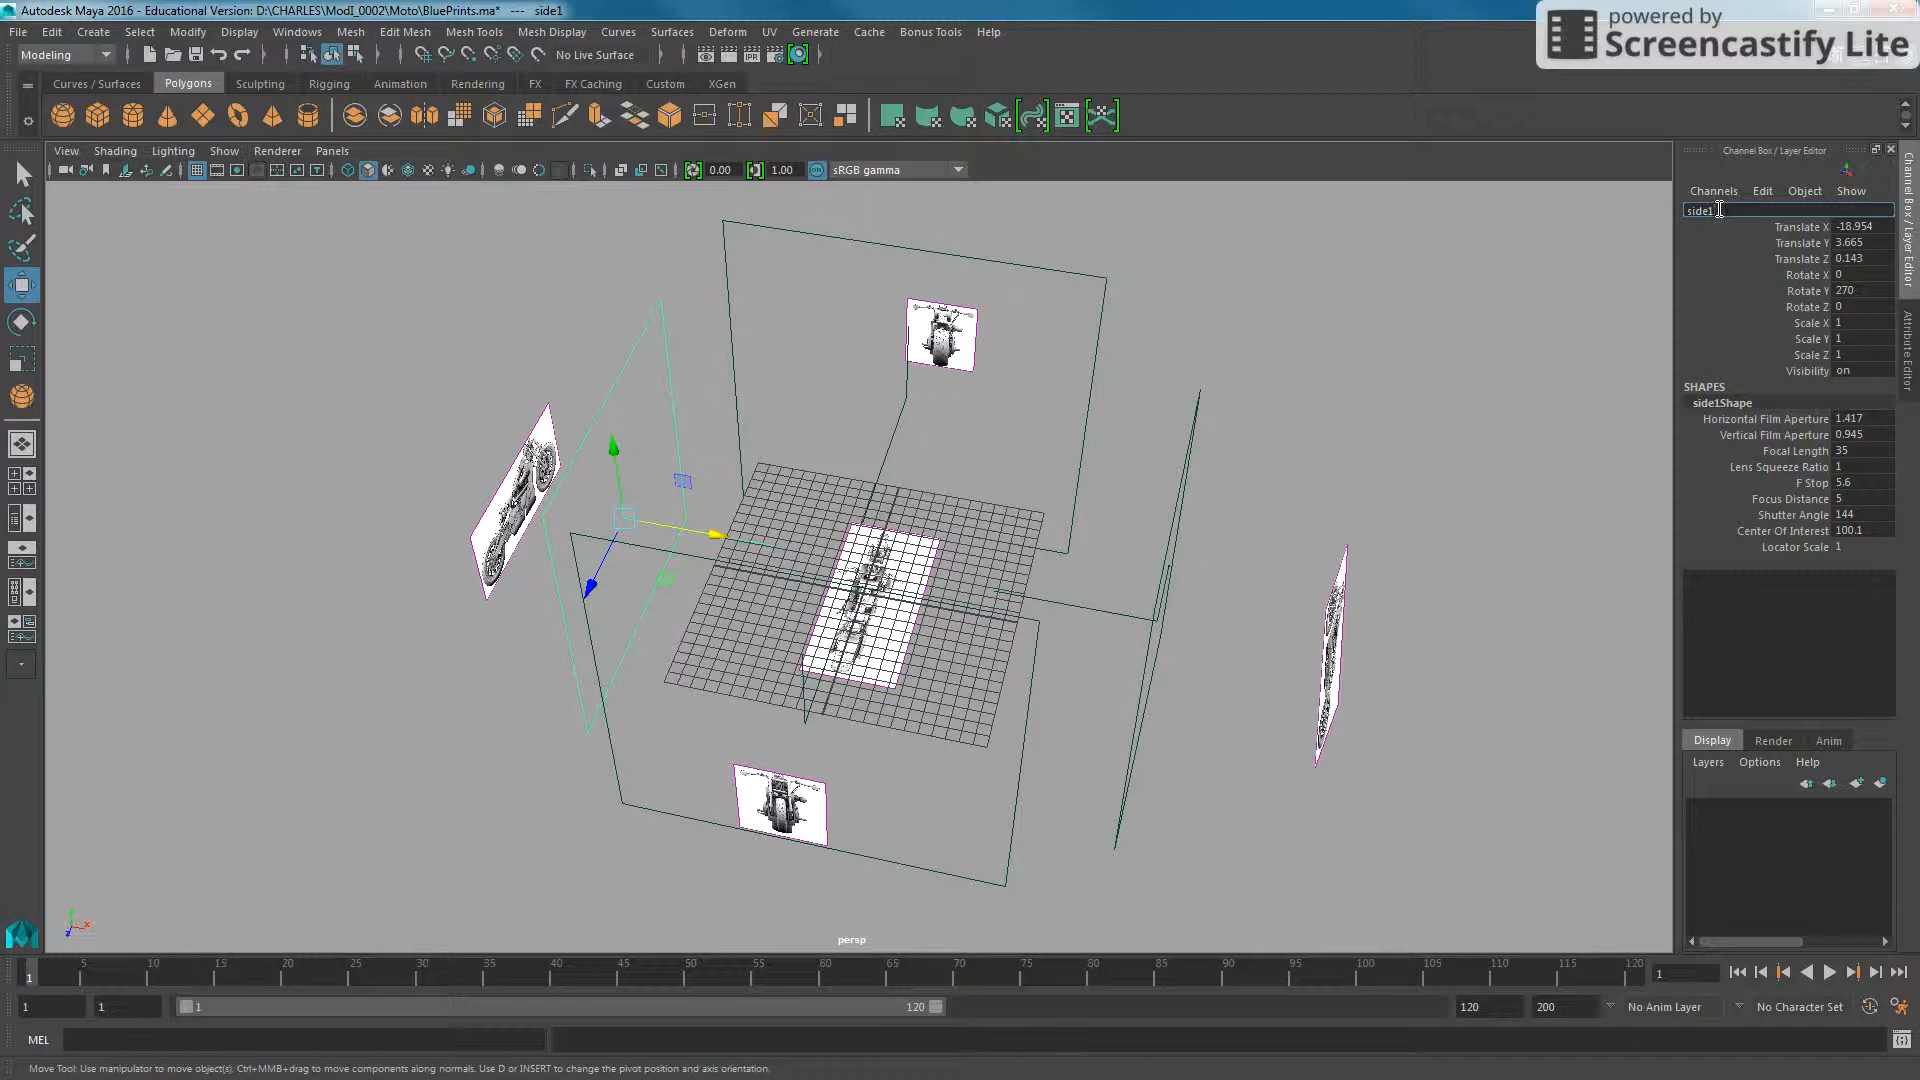 Autodesk Maya 2016 - Educational Version: D:\CHARLES\ModI_0002\Moto\BluePrints.ma* --- side1
powered by
Screencastify Lite
File Edit Create Select Modify Display Windows Mesh Edit Mesh Mesh Tools Mesh Display Curves Surfaces Deform UV Generate Cache Bonus Tools Help
Modeling
No Live Surface
Curves / Surfaces Polygons Sculpting Rigging Animation Rendering FX FX Caching Custom XGen
View Shading Lighting Show Renderer Panels
0.00 1.00 sRGB gamma
Channel Box / Layer Editor
Channels Edit Object Show
side1
Translate X -18.954
Translate Y 3.665
Translate Z 0.143
Rotate X 0
Rotate Y 270
Rotate Z 0
Scale X 1
Scale Y 1
Scale Z 1
Visibility on
SHAPES
side1Shape
Horizontal Film Aperture 1.417
Vertical Film Aperture 0.945
Focal Length 35
Lens Squeeze Ratio 1
F Stop 5.6
Focus Distance 5
Shutter Angle 144
Center Of Interest 100.1
Locator Scale 1
Channel Box / Layer Editor
Attribute Editor
Display Render Anim
Layers Options Help
persp
5 10 15 20 25 30 35 40 45 50 55 60 65 70 75 80 85 90 95 100 105 110 115 120
1 1
1 1 1 120 120 200 No Anim Layer No Character Set
MEL
Move Tool: Use manipulator to move object(s). Ctrl+MMB+drag to move components along normals. Use D or INSERT to change the pivot position and axis orientation.